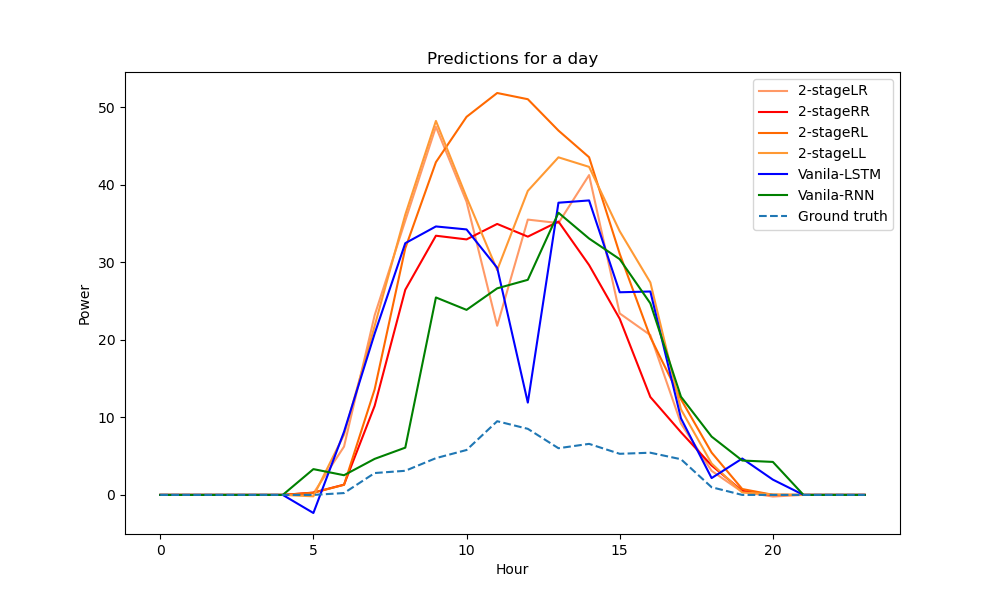 Predictions for a day
2-stageLR
2-stageRR
2-stageRL
2-stageLL
Vanila-LSTM
Vanila-RNN
Ground truth
50
40
30
20
10
0
Power
0 5 10 15 20
Hour